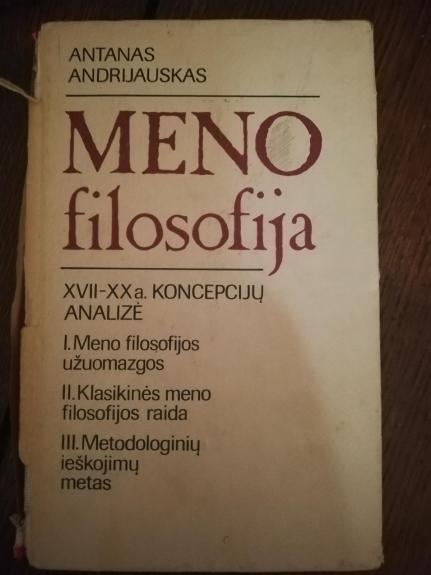 ANTANAS
ANDRIJAUSKAS
MENO
filosofija
XVII-XX a. KONCEPCIJŲ
ANALIZĖ
I. Meno filosofijos
užuomazgos
II. Klasikinės meno
filosofijos raida
III. Metodologinių
ieškojimų
metas